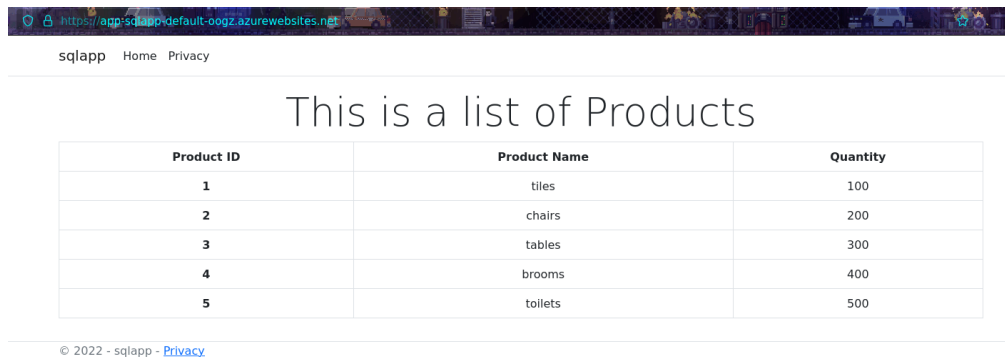 https://app-sqlapp-default-oogz.azurewebsites.net
sqlapp Home Privacy
This is a list of Products
Product ID Product Name Quantity
1 tiles 100
2 chairs 200
3 tables 300
4 brooms 400
5 toilets 500
© 2022 - sqlapp - Privacy